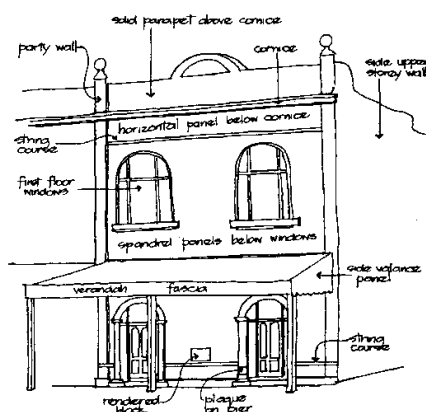 solid parapet above cornice
party wall
cornice
side upper
storey wall
horizontal panel below cornice
string
course
first floor
windows
spandrel panels below windows
side valance
panel
verandah fascia
string
course
rendered
block
plaque
on pier